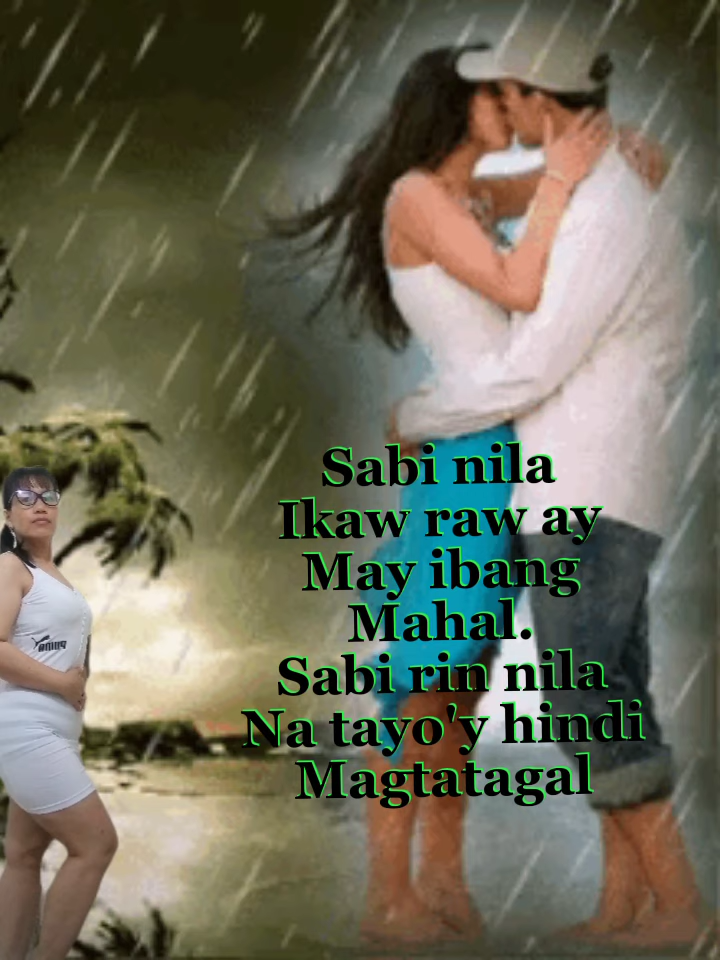 Sabi nila
Ikaw raw ay
May ibang
Mahal.
Sabi rin nila
Na tayo'y hindi
Magtatagal